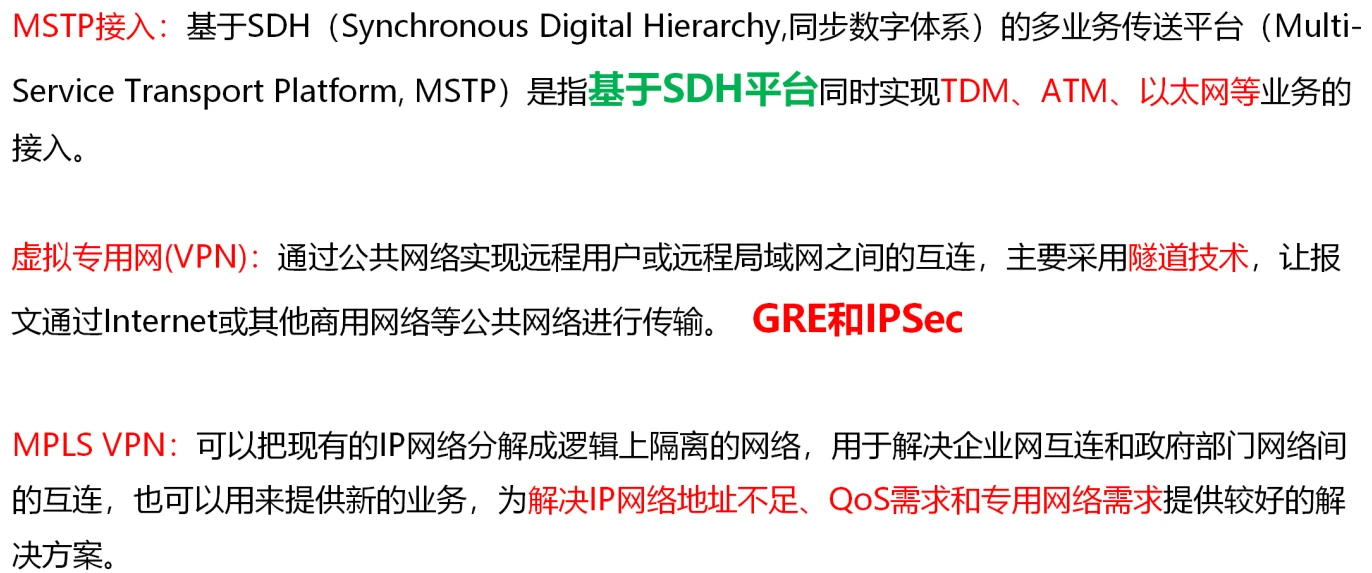 MSTP接入：基于SDH（Synchronous Digital Hierarchy,同步数字体系）的多业务传送平台（Multi-
Service Transport Platform, MSTP）是指基于SDH平台同时实现TDM、ATM、以太网等业务的
接入。
虚拟专用网(VPN)：通过公共网络实现远程用户或远程局域网之间的互连，主要采用隧道技术，让报
文通过Internet或其他商用网络等公共网络进行传输。 GRE和IPSec
MPLS VPN：可以把现有的IP网络分解成逻辑上隔离的网络，用于解决企业网互连和政府部门网络间
的互连，也可以用来提供新的业务，为解决IP网络地址不足、QoS需求和专用网络需求提供较好的解
决方案。